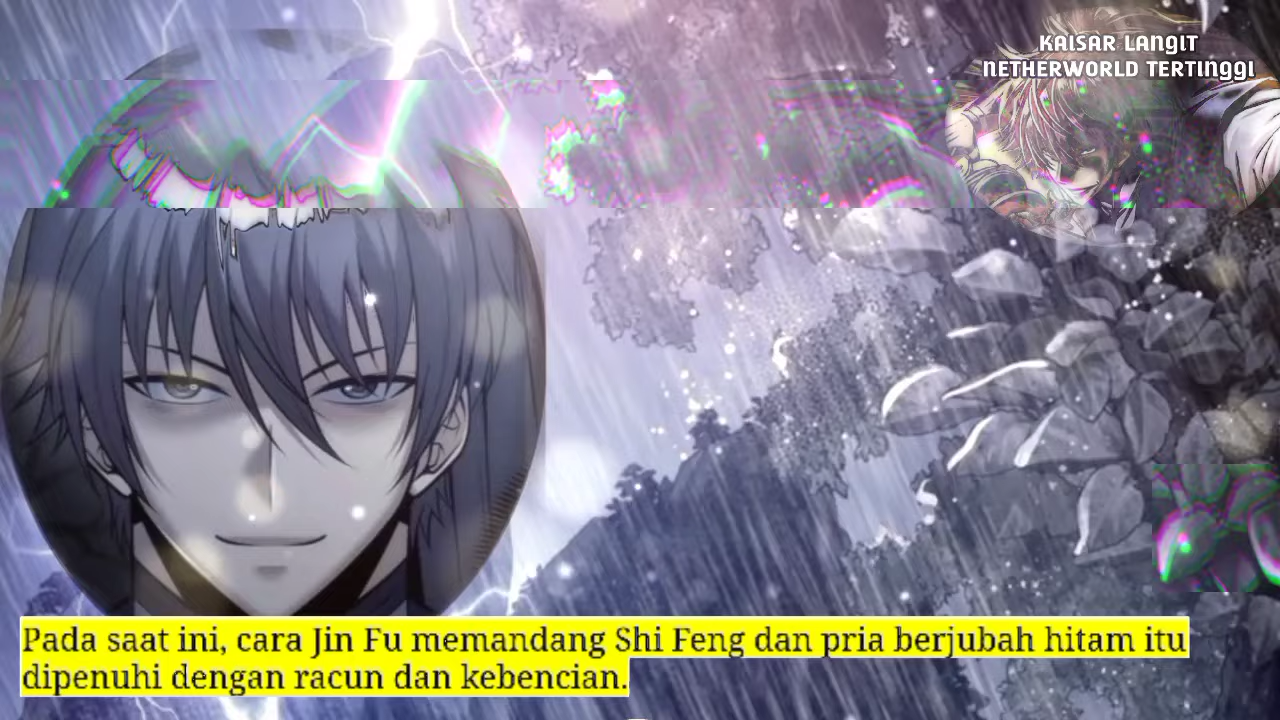 KAISAR LANGIT
NETHERWORLD TERTINGGI
Pada saat ini, cara Jin Fu memandang Shi Feng dan pria berjubah hitam itu
dipenuhi dengan racun dan kebencian.